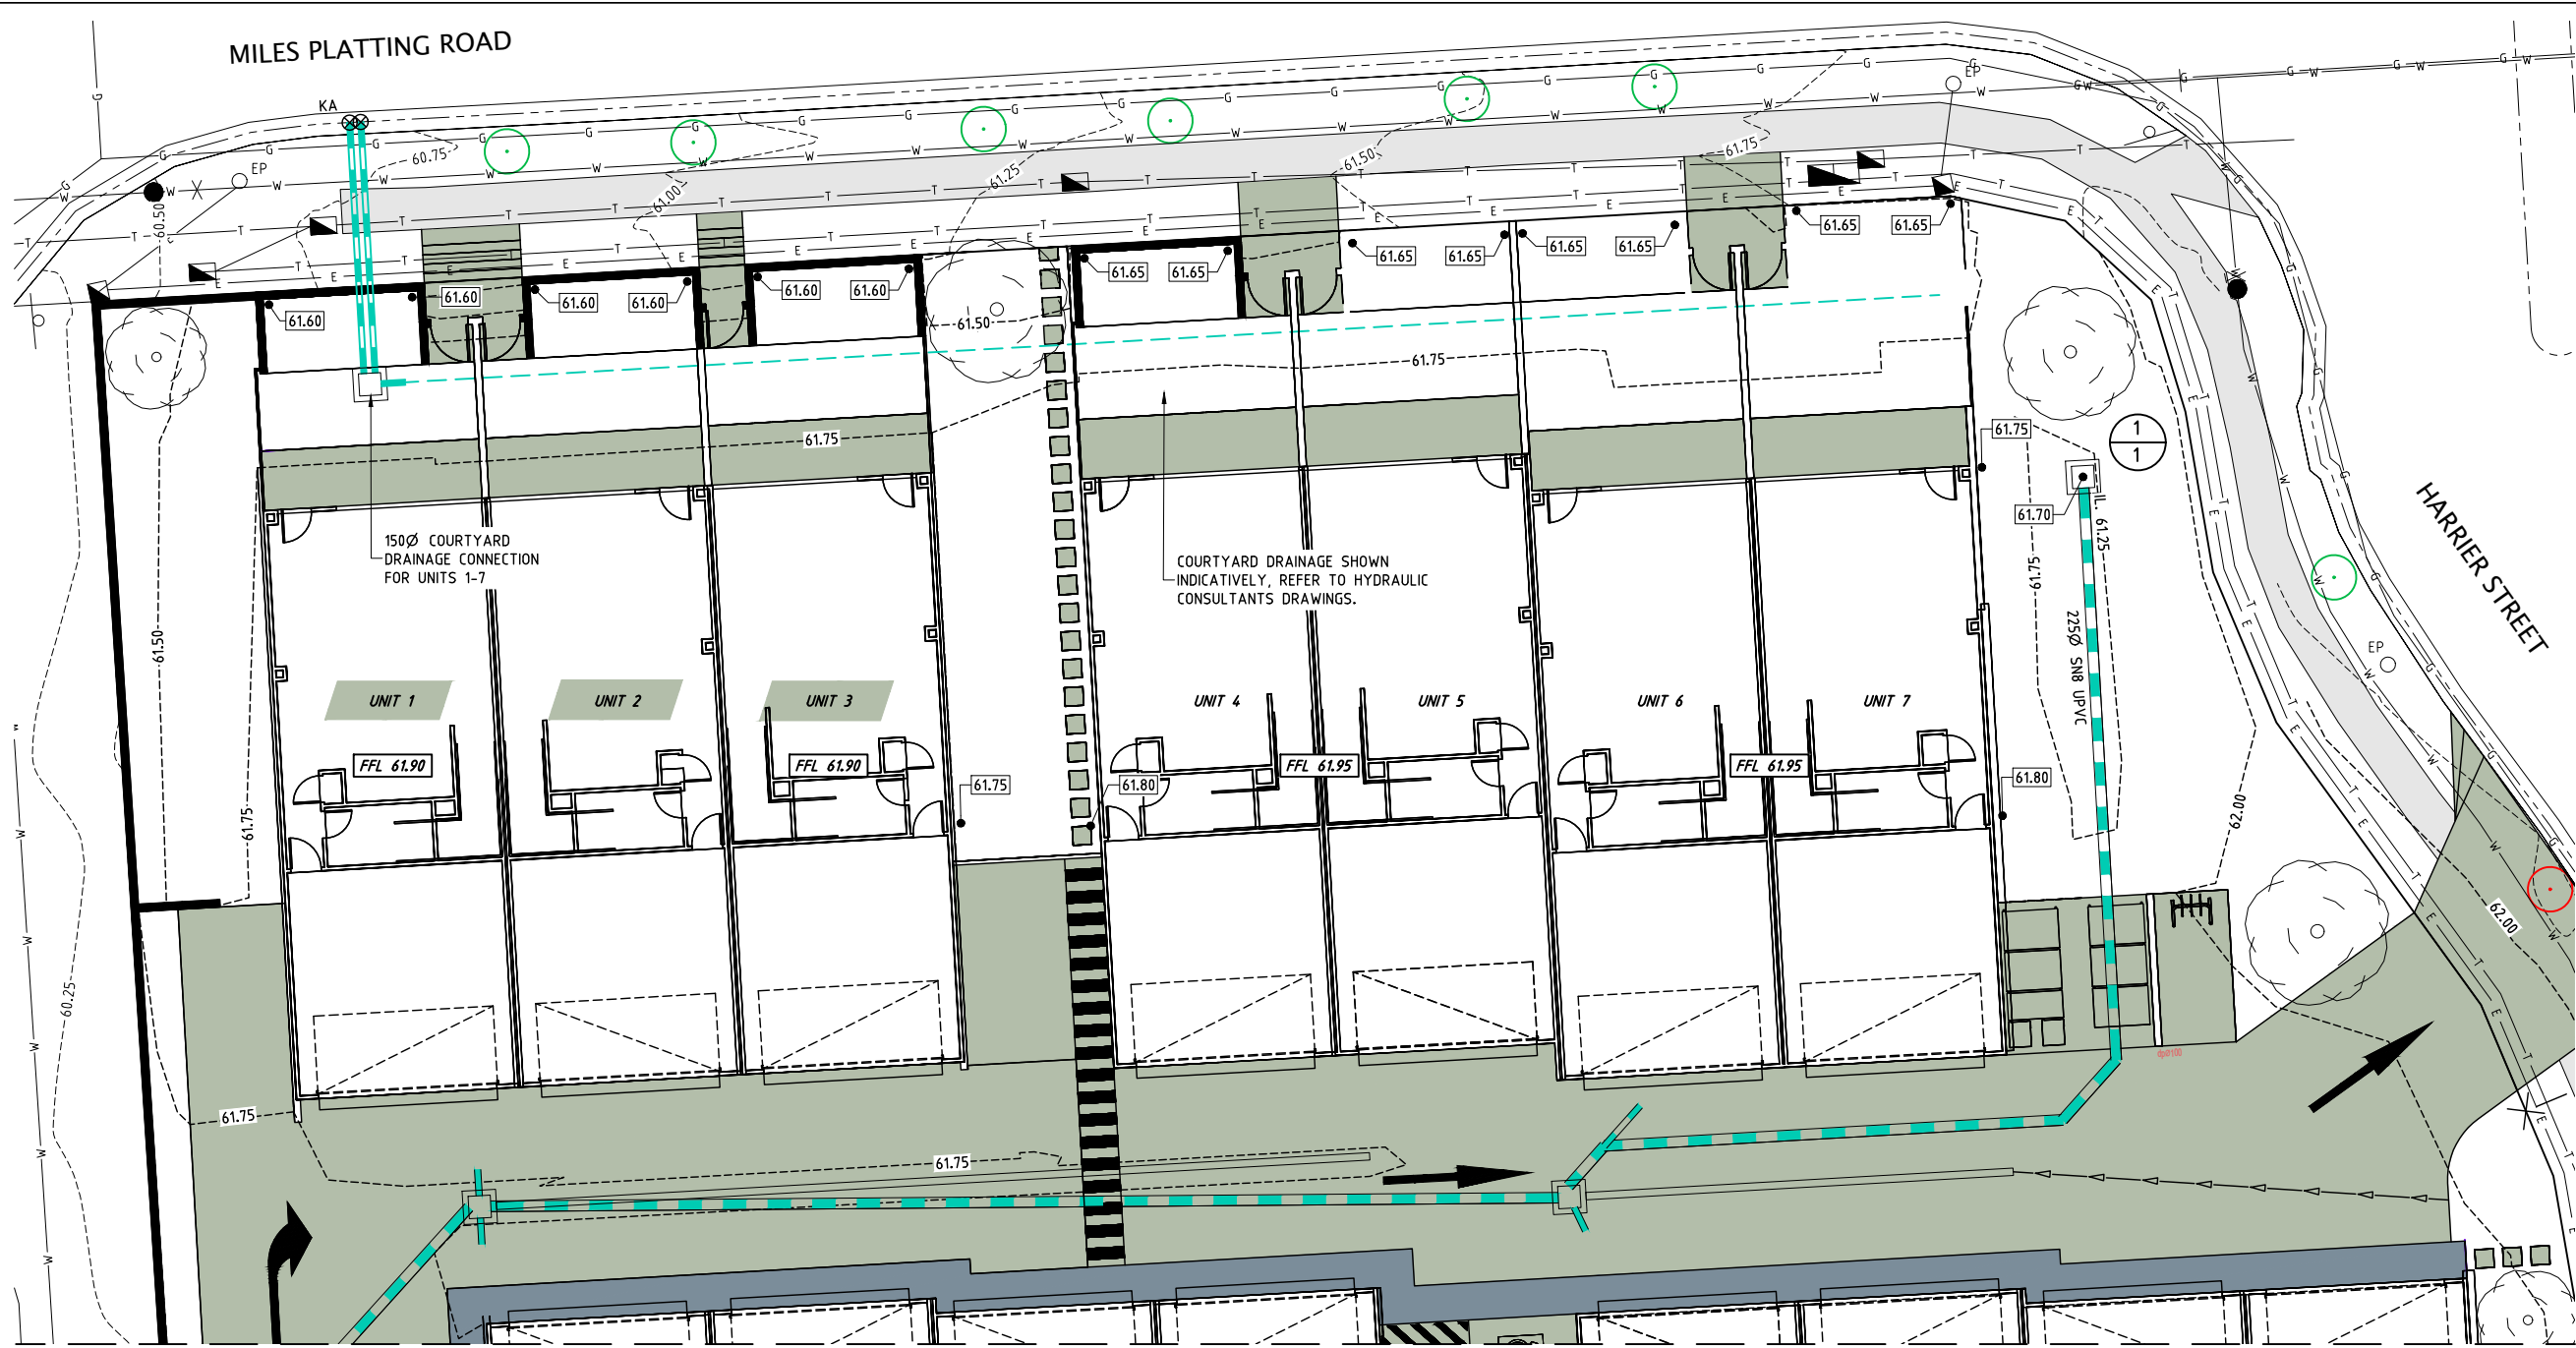 MILES PLATTING ROAD
KA
EP
EP
60.75
61.00
61.25
61.50
61.75
60.50
61.60
61.60
61.60
61.60
61.60
61.60
61.65
61.65
61.65
61.65
61.65
61.65
61.65
61.65
61.50
61.75
61.75
61.75
61.70
IL. 61.25
1
1
HARRIER STREET
150Ø COURTYARD
DRAINAGE CONNECTION
FOR UNITS 1-7
COURTYARD DRAINAGE SHOWN
INDICATIVELY, REFER TO HYDRAULIC
CONSULTANTS DRAWINGS.
61.50
61.75
225Ø SN8 UPVC
EP
UNIT 1
UNIT 2
UNIT 3
UNIT 4
UNIT 5
UNIT 6
UNIT 7
FFL 61.90
FFL 61.90
FFL 61.95
FFL 61.95
61.75
61.80
61.80
61.75
62.00
62.00
60.25
dpØ100
61.75
61.75